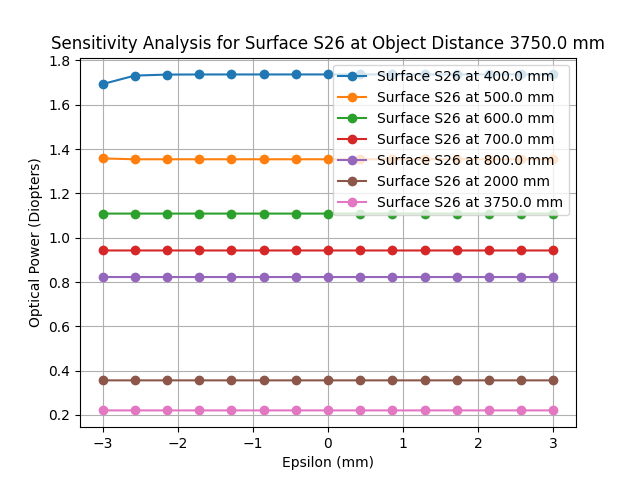 Sensitivity Analysis for Surface S26 at Object Distance 3750.0 mm
Optical Power (Diopters)
1.8
1.6
1.4
1.2
1.0
0.8
0.6
0.4
0.2
Surface S26 at 400.0 mm
Surface S26 at 500.0 mm
Surface S26 at 600.0 mm
Surface S26 at 700.0 mm
Surface S26 at 800.0 mm
Surface S26 at 2000 mm
Surface S26 at 3750.0 mm
−3 −2 −1 0 1 2 3
Epsilon (mm)